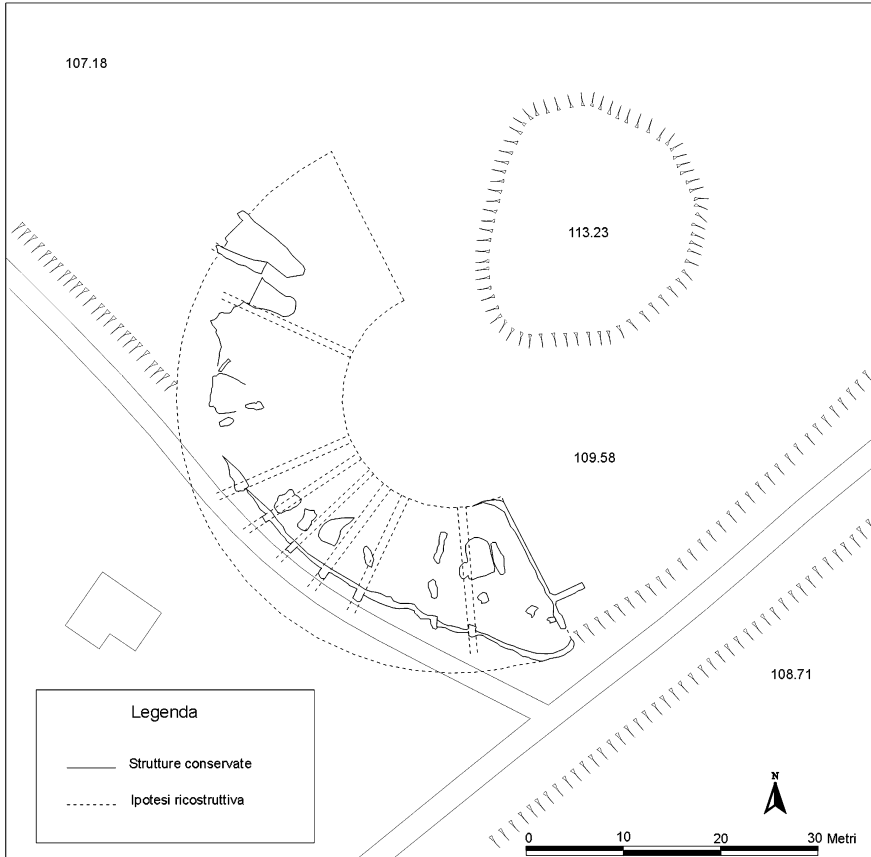 107.18
113.23
109.58
108.71
Legenda
Strutture conservate
Ipotesi ricostruttiva
N
0 10 20 30 Metri